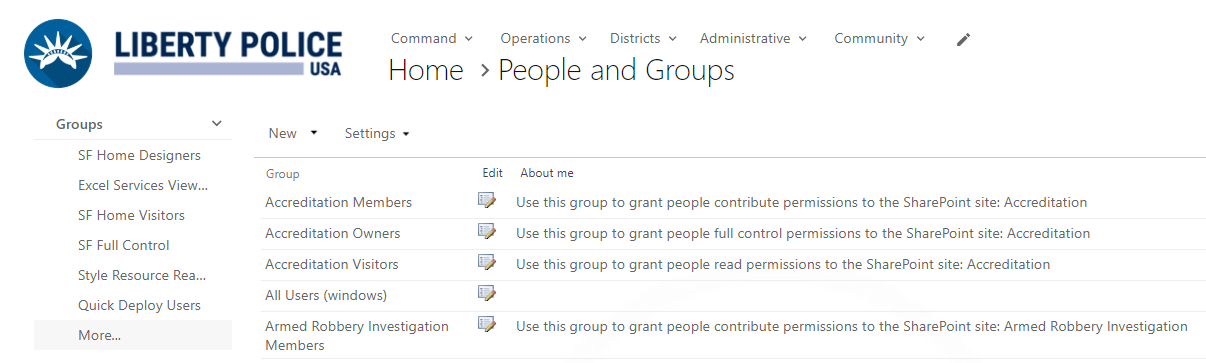 LIBERTY POLICE
USA
Command Operations Districts Administrative Community
Home > People and Groups
Groups
SF Home Designers
Excel Services View...
SF Home Visitors
SF Full Control
Style Resource Rea...
Quick Deploy Users
More...
New Settings
Group Edit About me
Accreditation Members Use this group to grant people contribute permissions to the SharePoint site: Accreditation
Accreditation Owners Use this group to grant people full control permissions to the SharePoint site: Accreditation
Accreditation Visitors Use this group to grant people read permissions to the SharePoint site: Accreditation
All Users (windows)
Armed Robbery Investigation Use this group to grant people contribute permissions to the SharePoint site: Armed Robbery Investigation
Members